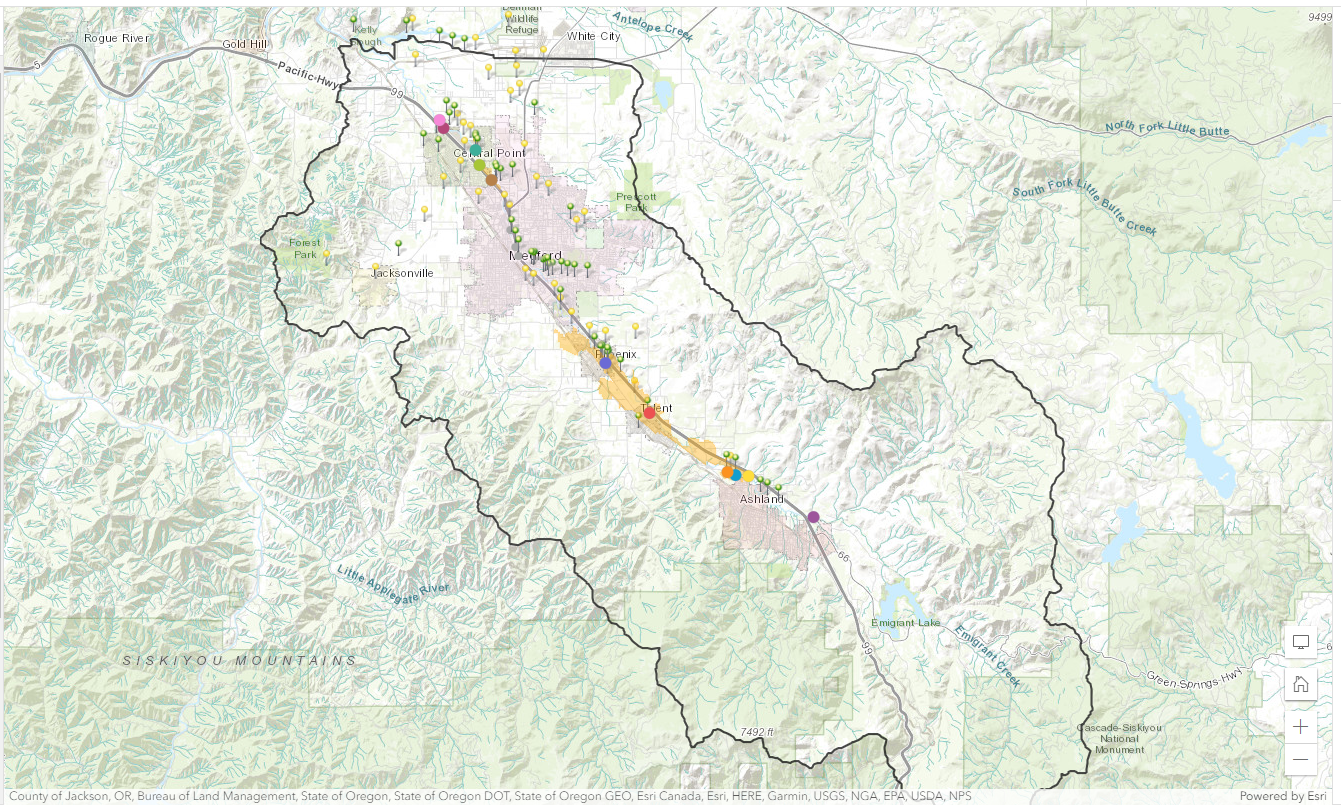 9499
Denman
Wildlife
Refuge
Antelope Creek
Kelly
Slough
White City
Rogue River
Gold Hill
5
Pacific-Hwy
99
North Fork Little Butte
Central Point
South Fork Little Butte Creek
Prescott
Park
Forest
Park
Medford
Jacksonville
Phoenix
Talent
Ashland
66
Little Applegate River
Emigrant Lake
Emigrant Creek
99
6
SISKIYOU MOUNTAINS
Green-Springs-Hwy
7492 ft
Cascade-Siskiyou
National
Monument
County of Jackson, OR, Bureau of Land Management, State of Oregon, State of Oregon DOT, State of Oregon GEO, Esri Canada, Esri, HERE, Garmin, USGS, NGA, EPA, USDA, NPS
Powered by Esri